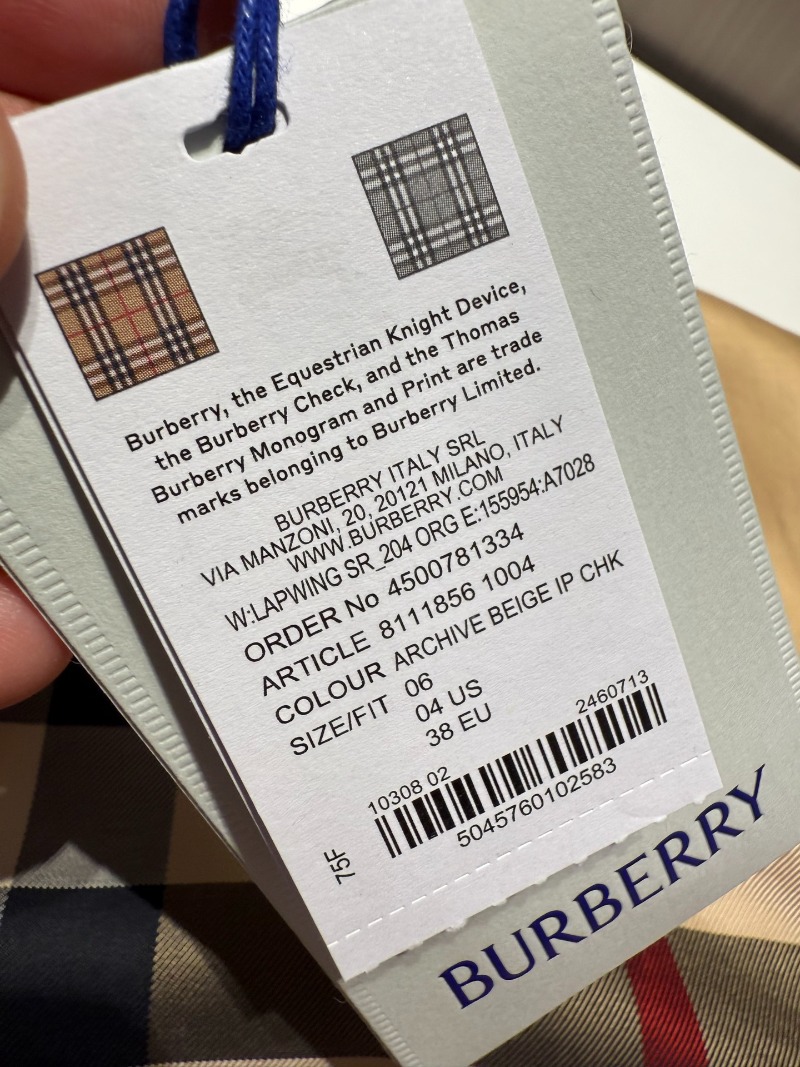 Burberry, the Equestrian Knight Device,
the Burberry Check, and the Thomas
Burberry Monogram and Print are trade
marks belonging to Burberry Limited.
BURBERRY ITALY SRL
VIA MANZONI, 20, 20121 MILANO, ITALY
WWW.BURBERRY.COM
W:LAPWING SR_204 ORG E:155954:A7028
ORDER No 4500781334
ARTICLE 8111856 1004
COLOUR ARCHIVE BEIGE IP CHK
SIZE/FIT 06
04 US
38 EU
10308 02 2460713
5045760102583
75F
BURBERRY